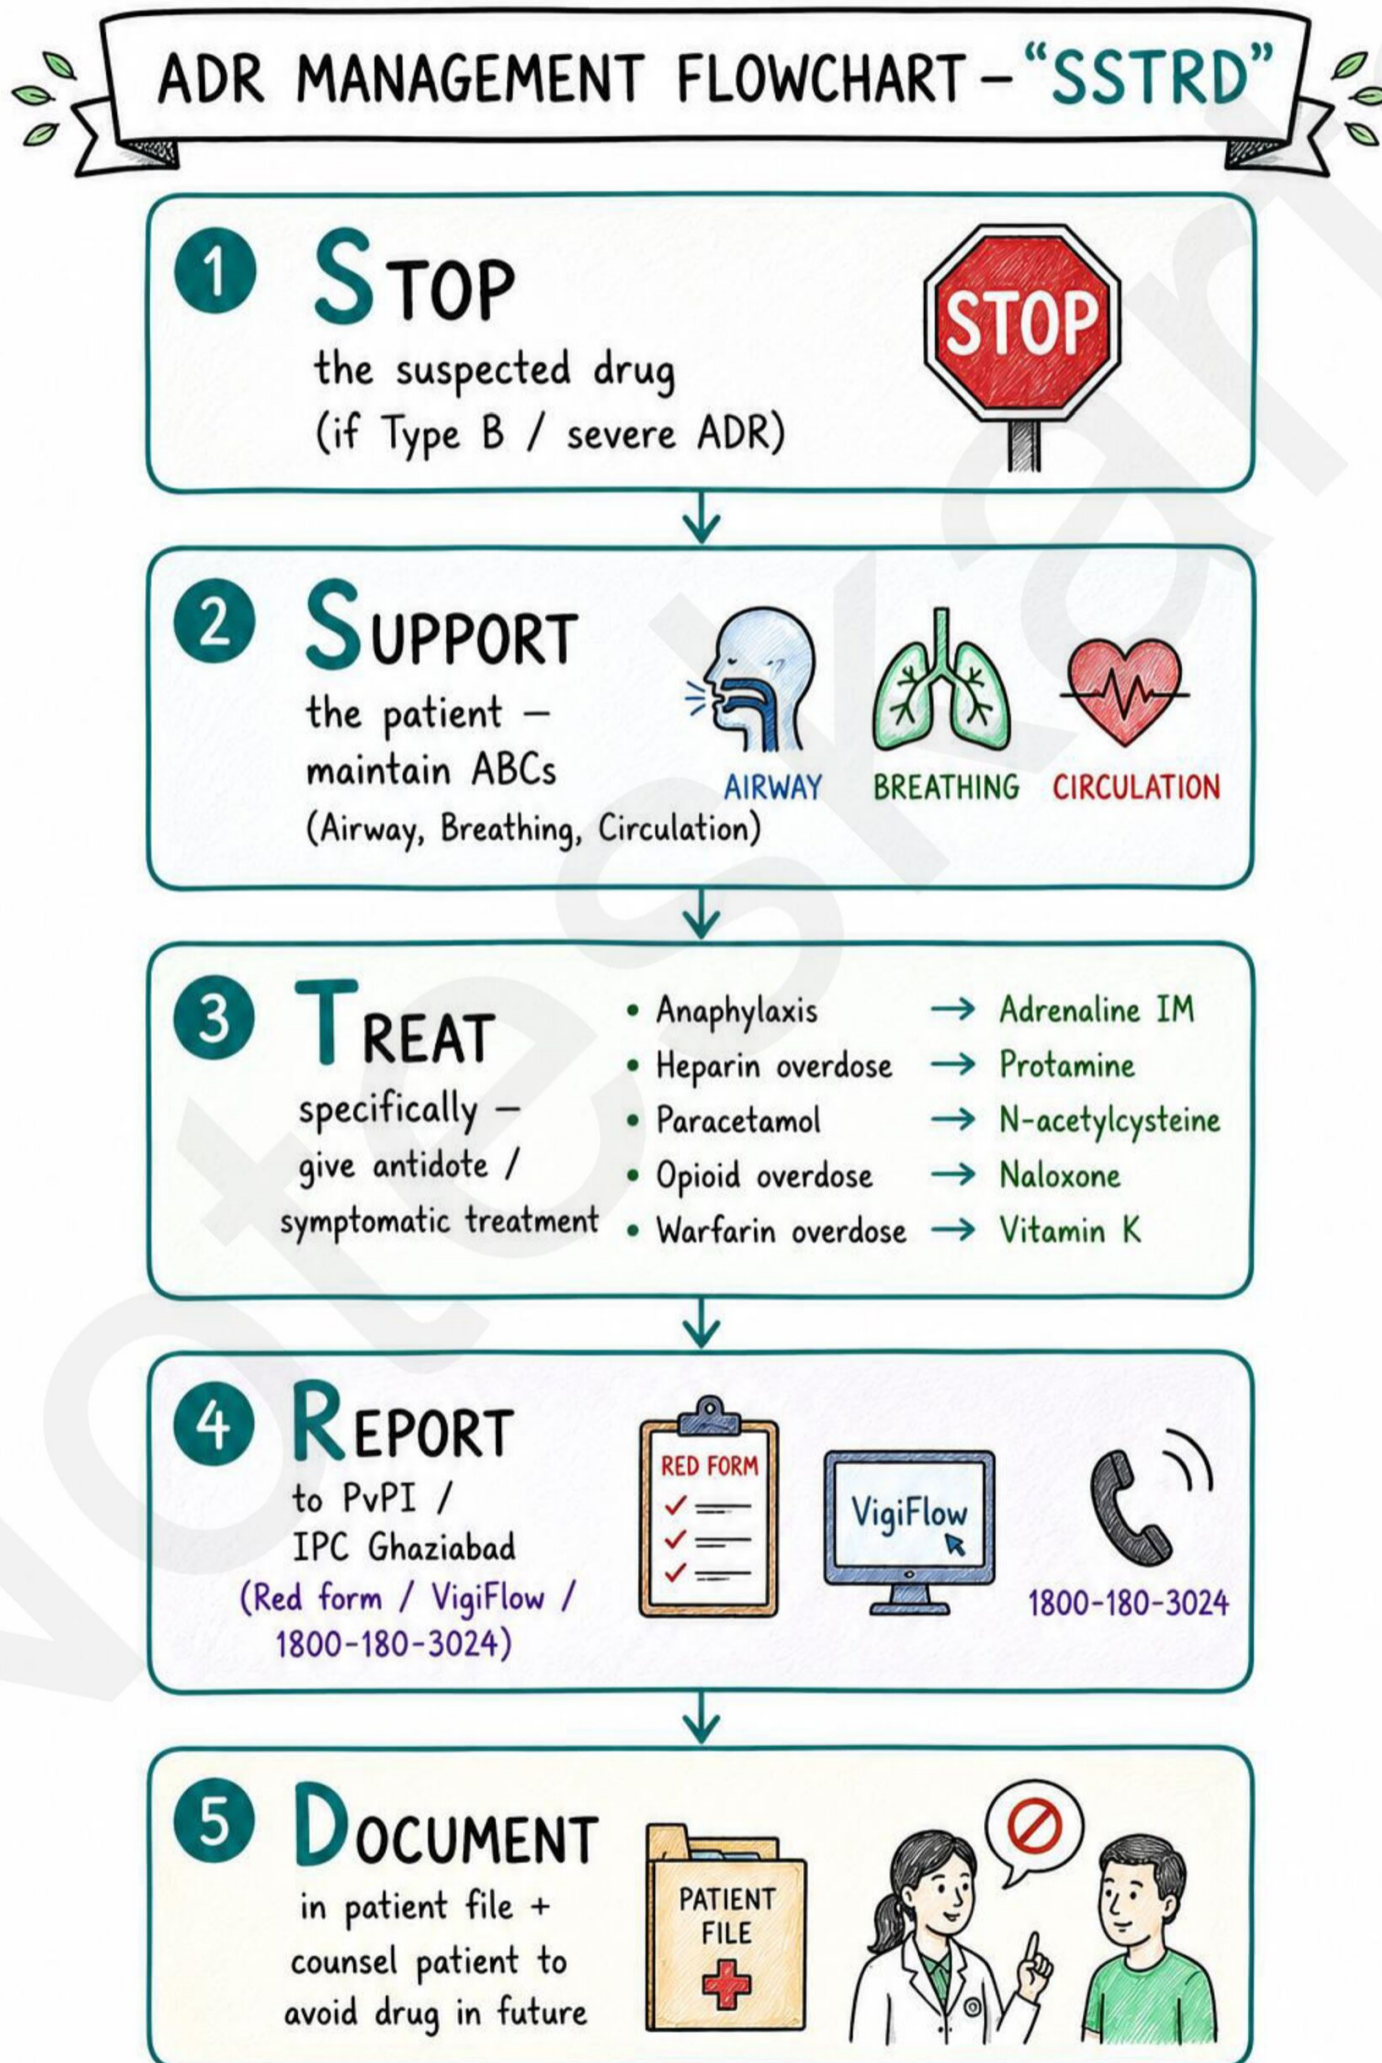 ADR MANAGEMENT FLOWCHART – “SSTRD”
1
STOP
the suspected drug
(if Type B / severe ADR)
STOP
2
SUPPORT
the patient –
maintain ABCs
(Airway, Breathing, Circulation)
AIRWAY
BREATHING
CIRCULATION
3
TREAT
specifically –
give antidote /
symptomatic treatment
• Anaphylaxis → Adrenaline IM
• Heparin overdose → Protamine
• Paracetamol → N-acetylcysteine
• Opioid overdose → Naloxone
• Warfarin overdose → Vitamin K
4
REPORT
to PvPI /
IPC Ghaziabad
(Red form / VigiFlow /
1800-180-3024)
RED FORM
VigiFlow
1800-180-3024
5
DOCUMENT
in patient file +
counsel patient to
avoid drug in future
PATIENT
FILE